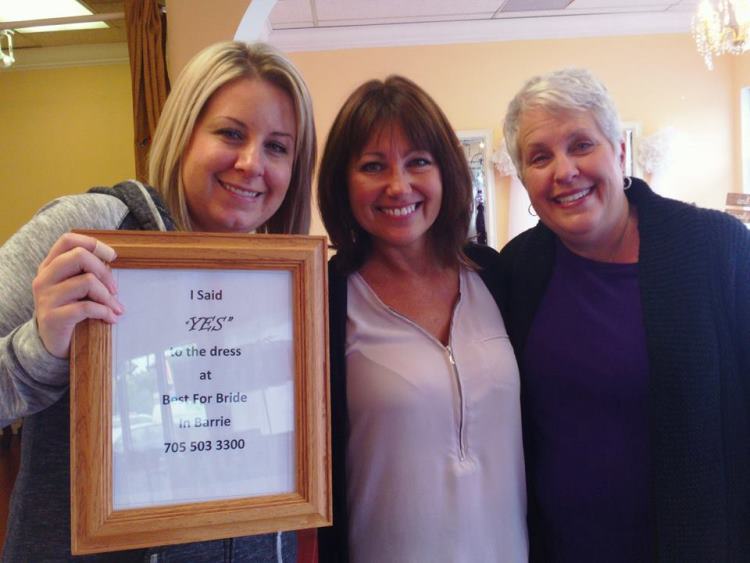 I Said
"YES"
to the dress
at
Best For Bride
in Barrie
705 503 3300